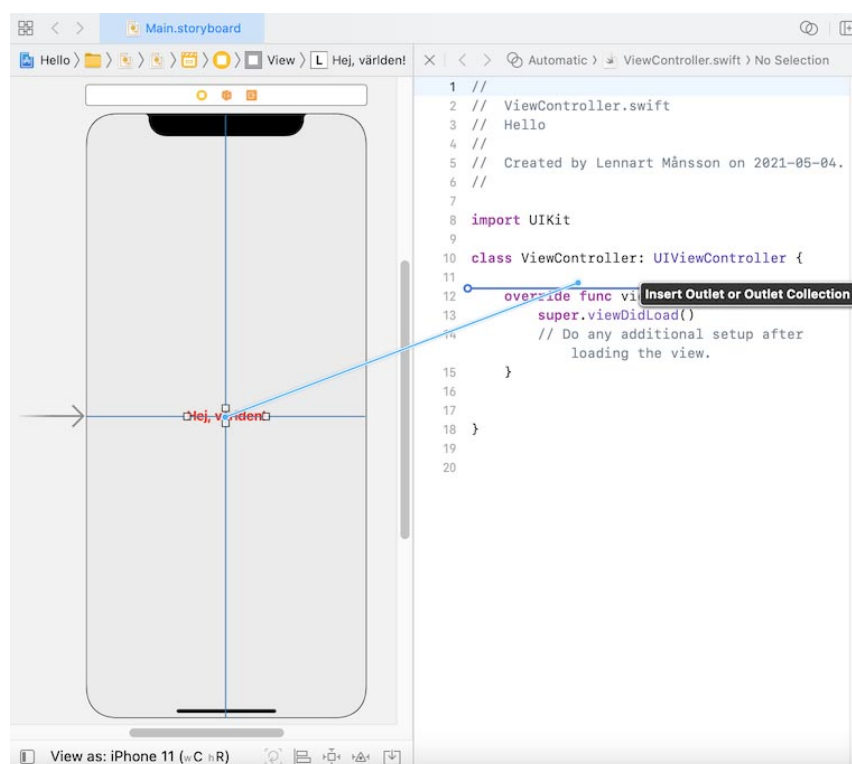 Main.storyboard
Hello View L Hej, världen!
Automatic ViewController.swift No Selection
1 //
2 // ViewController.swift
3 // Hello
4 //
5 // Created by Lennart Månsson on 2021-05-04.
6 //
7
8 import UIKit
9
10 class ViewController: UIViewController {
11
12 override func vi
Insert Outlet or Outlet Collection
13 super.viewDidLoad()
14 // Do any additional setup after
loading the view.
15 }
16
17
18 }
19
20
Hej, världen!
View as: iPhone 11 (wC hR)